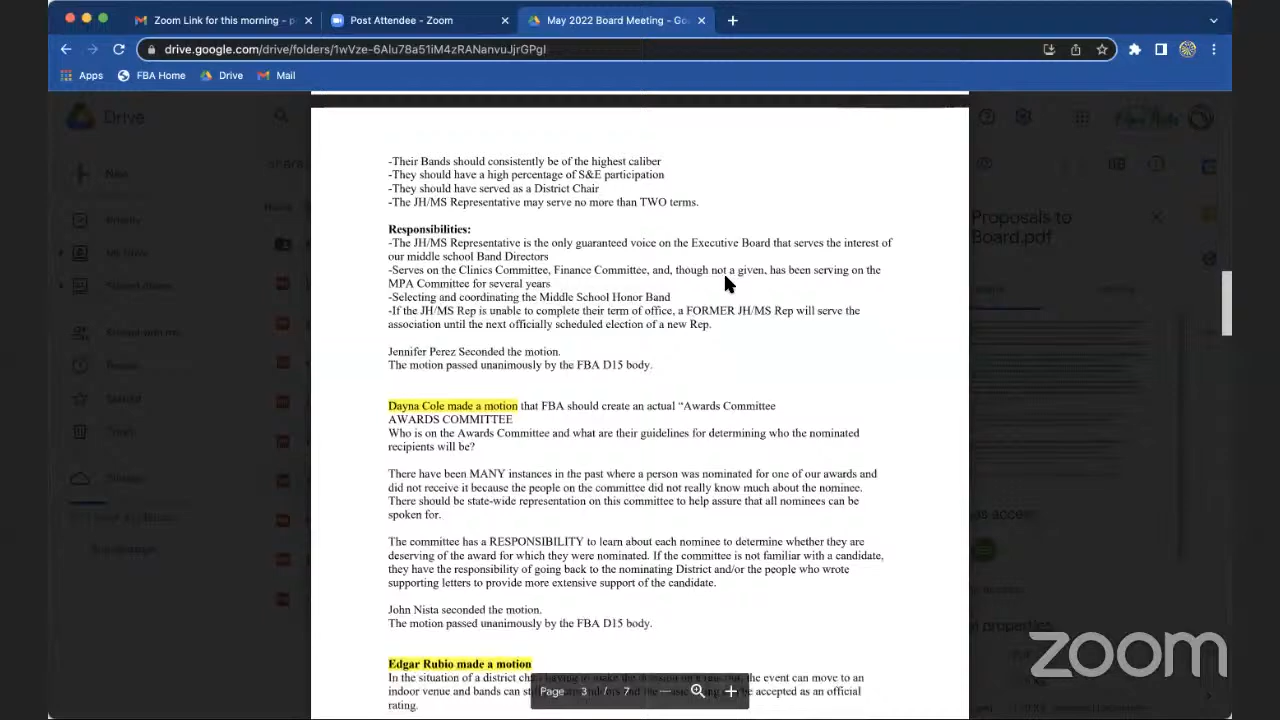 Zoom Link for this morning - p
Post Attendee - Zoom
May 2022 Board Meeting - Go
drive.google.com/drive/folders/1wVze-6Alu78a51iM4zRANanvuJjrGPgI
Apps
FBA Home
Drive
Mail
Drive
New
Priority
Proposals to
Board.pdf
-Their Bands should consistently be of the highest caliber
-They should have a high percentage of S&E participation
-They should have served as a District Chair
-The JH/MS Representative may serve no more than TWO terms.
Responsibilities:
-The JH/MS Representative is the only guaranteed voice on the Executive Board that serves the interest of
our middle school Band Directors
-Serves on the Clinics Committee, Finance Committee, and, though not a given, has been serving on the
MPA Committee for several years
-Selecting and coordinating the Middle School Honor Band
-If the JH/MS Rep is unable to complete their term of office, a FORMER JH/MS Rep will serve the
association until the next officially scheduled election of a new Rep.
Jennifer Perez Seconded the motion.
The motion passed unanimously by the FBA D15 body.
Dayna Cole made a motion that FBA should create an actual “Awards Committee
AWARDS COMMITTEE
Who is on the Awards Committee and what are their guidelines for determining who the nominated
recipients will be?
There have been MANY instances in the past where a person was nominated for one of our awards and
did not receive it because the people on the committee did not really know much about the nominee.
There should be state-wide representation on this committee to help assure that all nominees can be
spoken for.
The committee has a RESPONSIBILITY to learn about each nominee to determine whether they are
deserving of the award for which they were nominated. If the committee is not familiar with a candidate,
they have the responsibility of going back to the nominating District and/or the people who wrote
supporting letters to provide more extensive support of the candidate.
John Nista seconded the motion.
The motion passed unanimously by the FBA D15 body.
Edgar Rubio made a motion
In the situation of a district the event can move to an
indoor venue and bands can be accepted as an official
rating.
Page 3 / 7
zoom